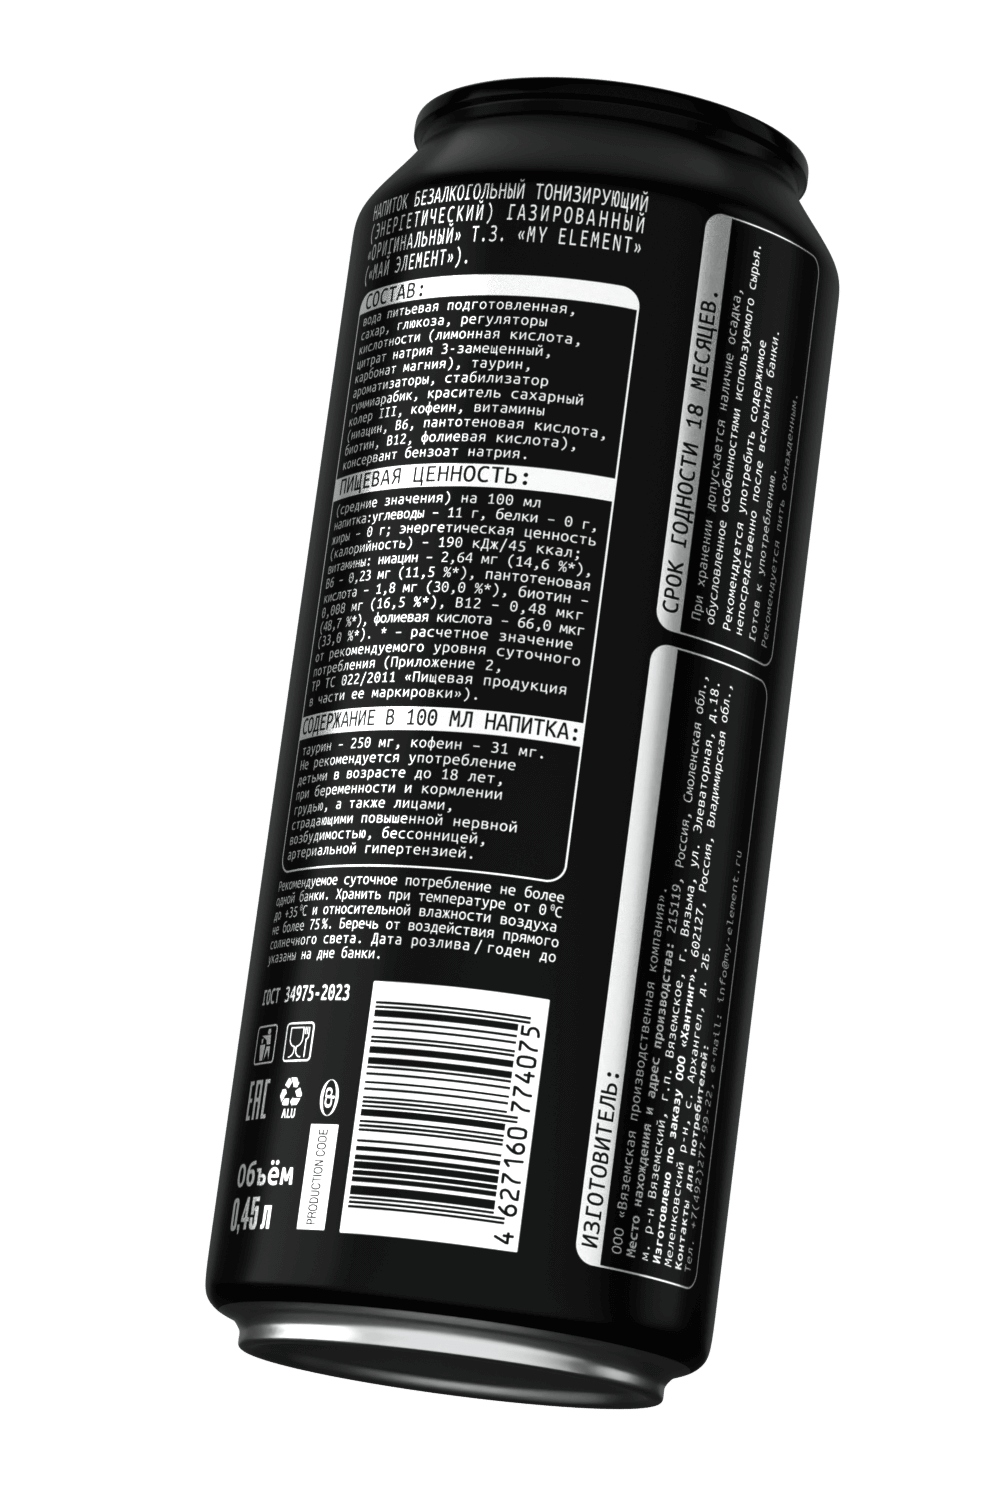 НАПИТОК БЕЗАЛКОГОЛЬНЫЙ ТОНИЗИРУЮЩИЙ
(ЭНЕРГЕТИЧЕСКИЙ) ГАЗИРОВАННЫЙ
«ОРИГИНАЛЬНЫЙ» Т.З. «MY ELEMENT»
(«МАЙ ЭЛЕМЕНТ»).
СОСТАВ:
вода питьевая подготовленная,
сахар, глюкоза, регуляторы
кислотности (лимонная кислота,
цитрат натрия 3-замещенный,
карбонат магния), таурин,
ароматизаторы, стабилизатор
гуммиарабик, краситель сахарный
колер III, кофеин, витамины
(ниацин, В6, пантотеновая кислота,
биотин, В12, фолиевая кислота),
консервант бензоат натрия.
ПИЩЕВАЯ ЦЕННОСТЬ:
(средние значения) на 100 мл
напитка:углеводы – 11 г, белки – 0 г,
жиры – 0 г; энергетическая ценность
(калорийность) – 190 кДж/45 ккал;
витамины: ниацин – 2,64 мг (14,6 %*),
В6 – 0,23 мг (11,5 %*), пантотеновая
кислота – 1,8 мг (30,0 %*), биотин –
0,008 мг (16,5 %*), В12 – 0,48 мкг
(48,7 %*), фолиевая кислота – 66,0 мкг
(33,0 %*). * – расчетное значение
от рекомендуемого уровня суточного
потребления (Приложение 2,
ТР ТС 022/2011 «Пищевая продукция
в части ее маркировки»).
СОДЕРЖАНИЕ В 100 МЛ НАПИТКА:
таурин – 250 мг, кофеин – 31 мг.
Не рекомендуется употребление
детьми в возрасте до 18 лет,
при беременности и кормлении
грудью, а также лицами,
страдающими повышенной нервной
возбудимостью, бессонницей,
артериальной гипертензией.
Рекомендуемое суточное потребление не более
одной банки. Хранить при температуре от 0°С
до +35°С и относительной влажности воздуха
не более 75%. Беречь от воздействия прямого
солнечного света. Дата розлива / годен до
указаны на дне банки.
ГОСТ 34975-2023
EAC
ALU
Объём
0,45 л
PRODUCTION CODE
4 627160 774075
СРОК ГОДНОСТИ 18 МЕСЯЦЕВ.
При хранении допускается наличие осадка,
обусловленное особенностями используемого сырья.
Рекомендуется употребить содержимое
непосредственно после вскрытия банки.
Готов к употреблению.
Рекомендуется пить охлажденным.
ИЗГОТОВИТЕЛЬ:
ООО «Вяземская производственная компания».
Место нахождения и адрес производства: 215119, Россия, Смоленская обл.,
м. р-н Вяземский, г.п. Вяземское, г. Вязьма, ул. Элеваторная, д.18.
Изготовлено по заказу ООО «Хантинг». 602127, Россия, Владимирская обл.,
Меленковский р-н, с. Архангел, д. 2Б.
Контакты для потребителей:
тел. +7(492)277-99-22, e-mail: info@my-element.ru